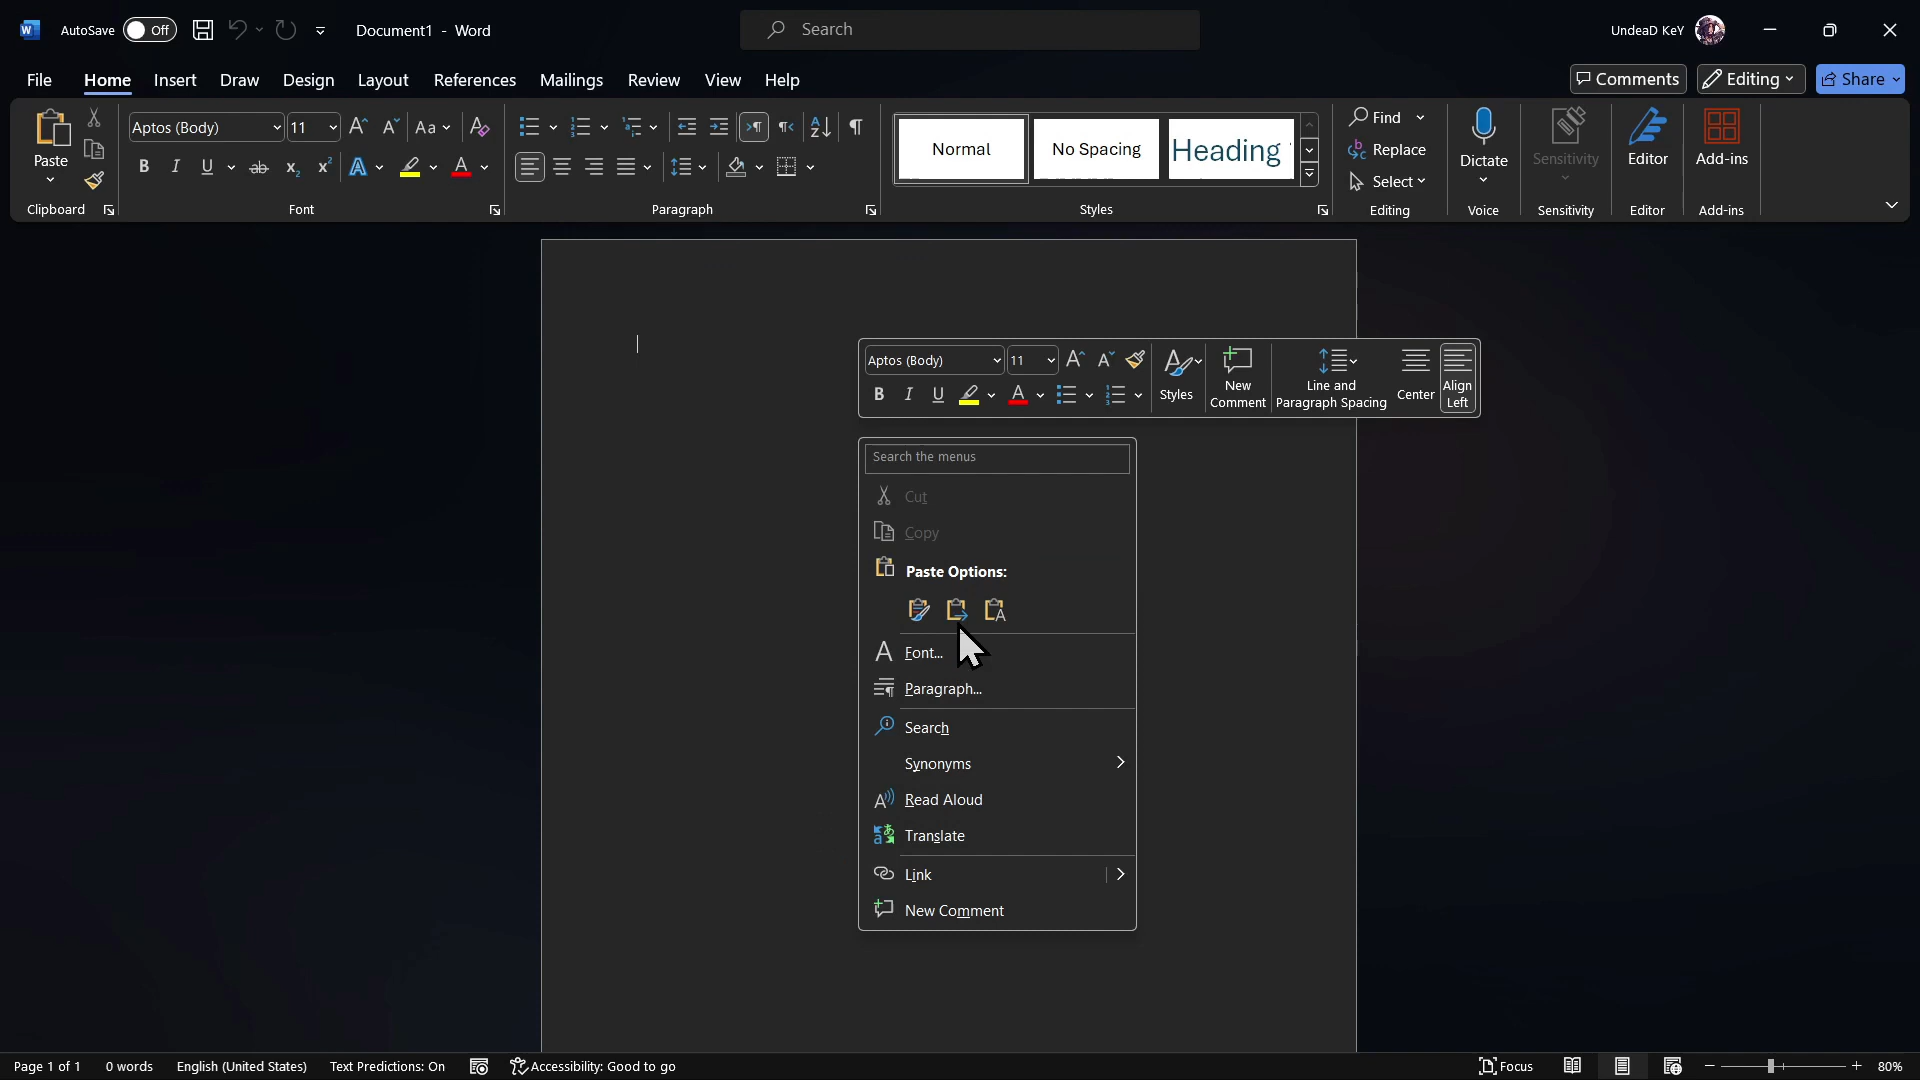 AutoSave Off Document1 - Word Search UndeaD KeY
File Home Insert Draw Design Layout References Mailings Review View Help Comments Editing Share
Paste
Clipboard
Aptos (Body) 11 Aa
B I U ab x₂ x² A A
Font
Paragraph
Normal No Spacing Heading
Styles
Find
Replace
Select
Editing
Dictate
Voice
Sensitivity
Sensitivity
Editor
Editor
Add-ins
Add-ins
Aptos (Body) 11
B I U A
Styles
New
Comment
Line and
Paragraph Spacing
Center
Align
Left
Search the menus
Cut
Copy
Paste Options:
Font...
Paragraph...
Search
Synonyms
Read Aloud
Translate
Link
New Comment
Page 1 of 1 0 words English (United States) Text Predictions: On Accessibility: Good to go Focus 80%